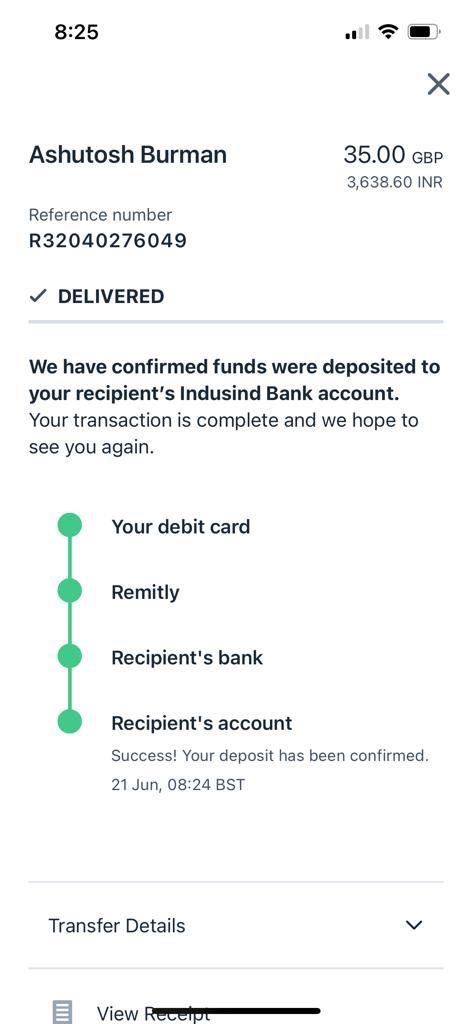 8:25
Ashutosh Burman 35.00 GBP
3,638.60 INR
Reference number
R32040276049
DELIVERED
We have confirmed funds were deposited to
your recipient's Indusind Bank account.
Your transaction is complete and we hope to
see you again.
Your debit card
Remitly
Recipient's bank
Recipient's account
Success! Your deposit has been confirmed.
21 Jun, 08:24 BST
Transfer Details
View Receipt